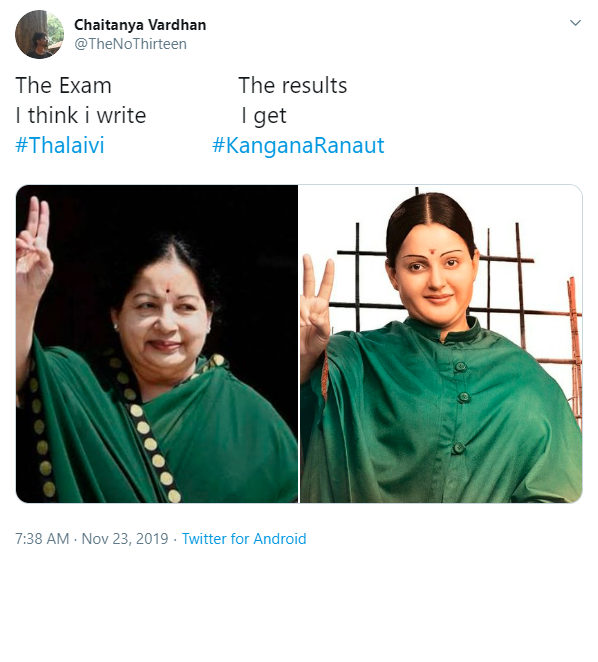 Chaitanya Vardhan
@TheNoThirteen
The Exam The results
I think i write I get
#Thalaivi #KanganaRanaut
7:38 AM · Nov 23, 2019 · Twitter for Android